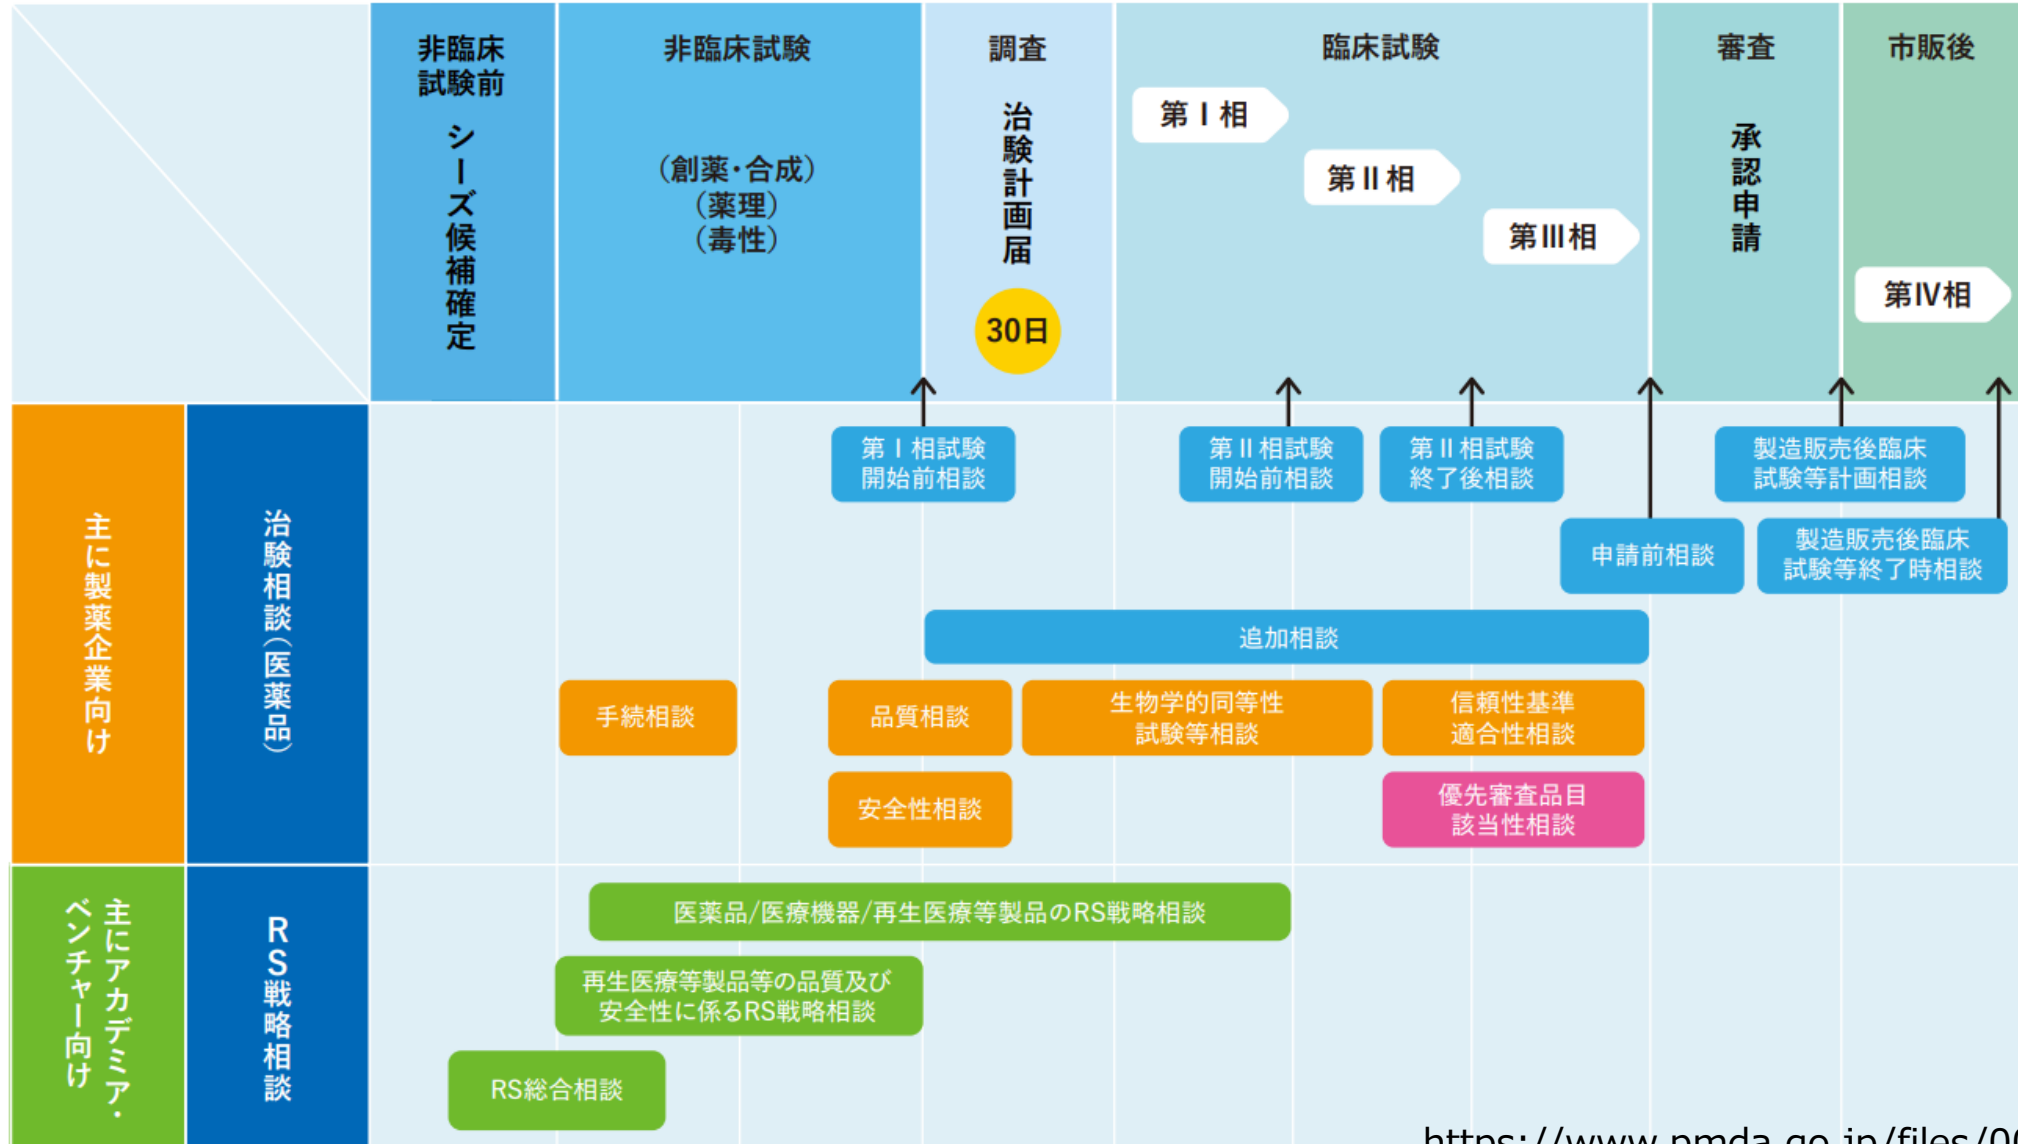 非臨床
試験前
シーズ候補確定
非臨床試験
（創薬・合成）
（薬理）
（毒性）
調査
治験計画届
30日
臨床試験
第Ⅰ相
第Ⅱ相
第Ⅲ相
審査
承認申請
市販後
第Ⅳ相
主に製薬企業向け
治験相談（医薬品）
第Ⅰ相試験
開始前相談
第Ⅱ相試験
開始前相談
第Ⅱ相試験
終了後相談
製造販売後臨床
試験等計画相談
申請前相談
製造販売後臨床
試験等終了時相談
追加相談
手続相談
品質相談
生物学的同等性
試験等相談
信頼性基準
適合性相談
安全性相談
優先審査品目
該当性相談
主にアカデミア・
ベンチャー向け
RS戦略相談
医薬品/医療機器/再生医療等製品のRS戦略相談
再生医療等製品等の品質及び
安全性に係るRS戦略相談
RS総合相談
https://www.pmda.go.jp/files/00